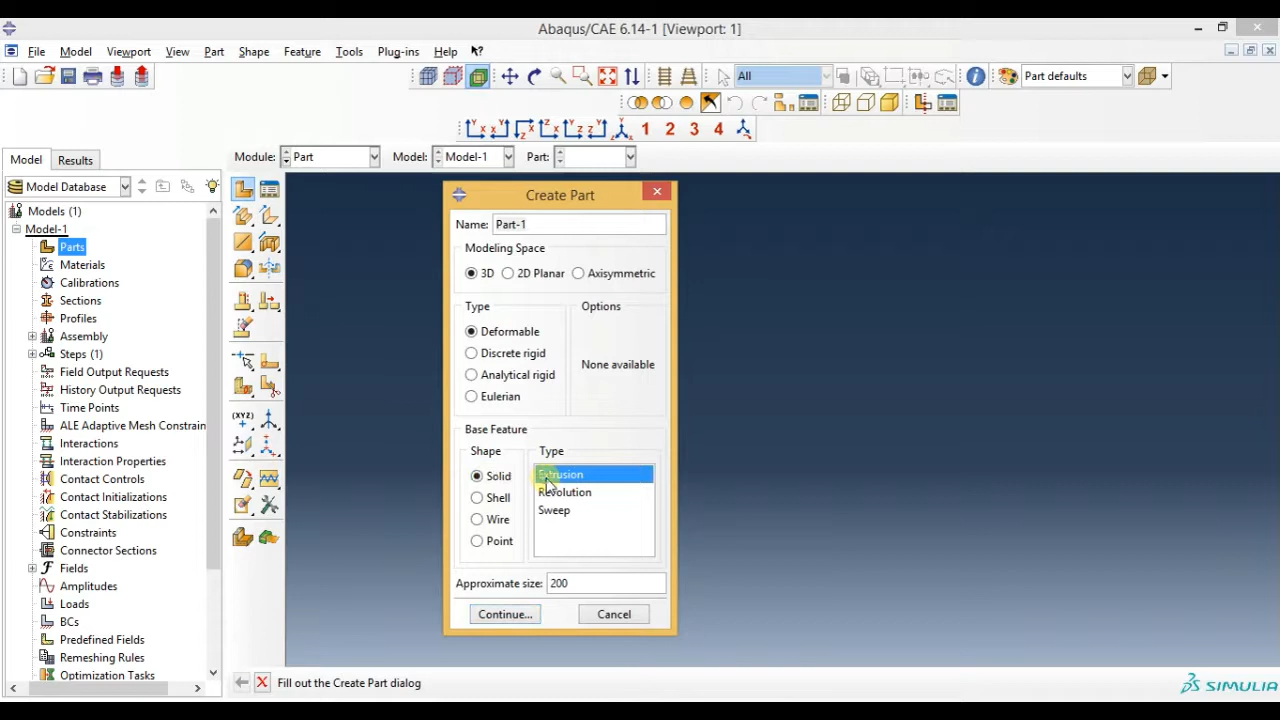 Abaqus/CAE 6.14-1 [Viewport: 1]
File Model Viewport View Part Shape Feature Tools Plug-ins Help
All
Part defaults
1 2 3 4
Model Results
Module: Part Model: Model-1 Part:
Model Database
Models (1)
Model-1
Parts
Materials
Calibrations
Sections
Profiles
Assembly
Steps (1)
Field Output Requests
History Output Requests
Time Points
ALE Adaptive Mesh Constrain
Interactions
Interaction Properties
Contact Controls
Contact Initializations
Contact Stabilizations
Constraints
Connector Sections
Fields
Amplitudes
Loads
BCs
Predefined Fields
Remeshing Rules
Optimization Tasks
(XYZ)
Create Part
Name: Part-1
Modeling Space
3D 2D Planar Axisymmetric
Type
Deformable
Discrete rigid
Analytical rigid
Eulerian
Options
None available
Base Feature
Shape
Solid
Shell
Wire
Point
Type
Extrusion
Revolution
Sweep
Approximate size: 200
Continue... Cancel
Fill out the Create Part dialog
SIMULIA